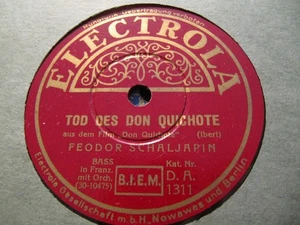 ELECTROLA
TOD DES DON QUICHOTE
aus dem Film „Don Quichote" (Ibert)
FEODOR SCHALJAPIN
BASS
in Franz.
mit Orch.
(30-10475)
B.I.E.M.
Kat. Nr.
D. A.
1311
Electrola Gesellschaft m.b.H. Nowawes und Berlin